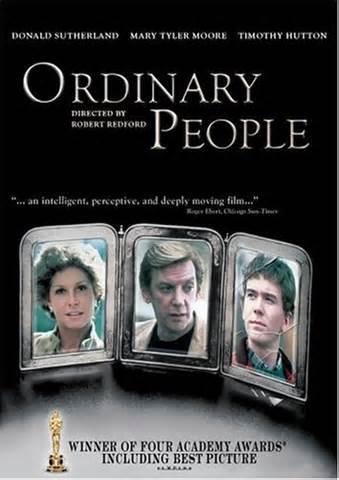 DONALD SUTHERLAND MARY TYLER MOORE TIMOTHY HUTTON
ORDINARY
DIRECTED BY
ROBERT REDFORD
PEOPLE
"... an intelligent, perceptive, and deeply moving film..."
Roger Ebert, Chicago Sun-Times
WINNER OF FOUR ACADEMY AWARDS®
INCLUDING BEST PICTURE